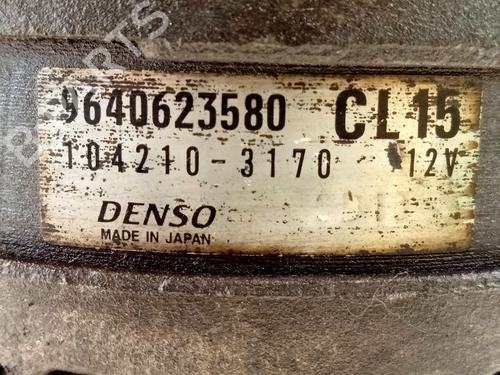 9640623580 CL15
104210-3170 12V
DENSO
MADE IN JAPAN